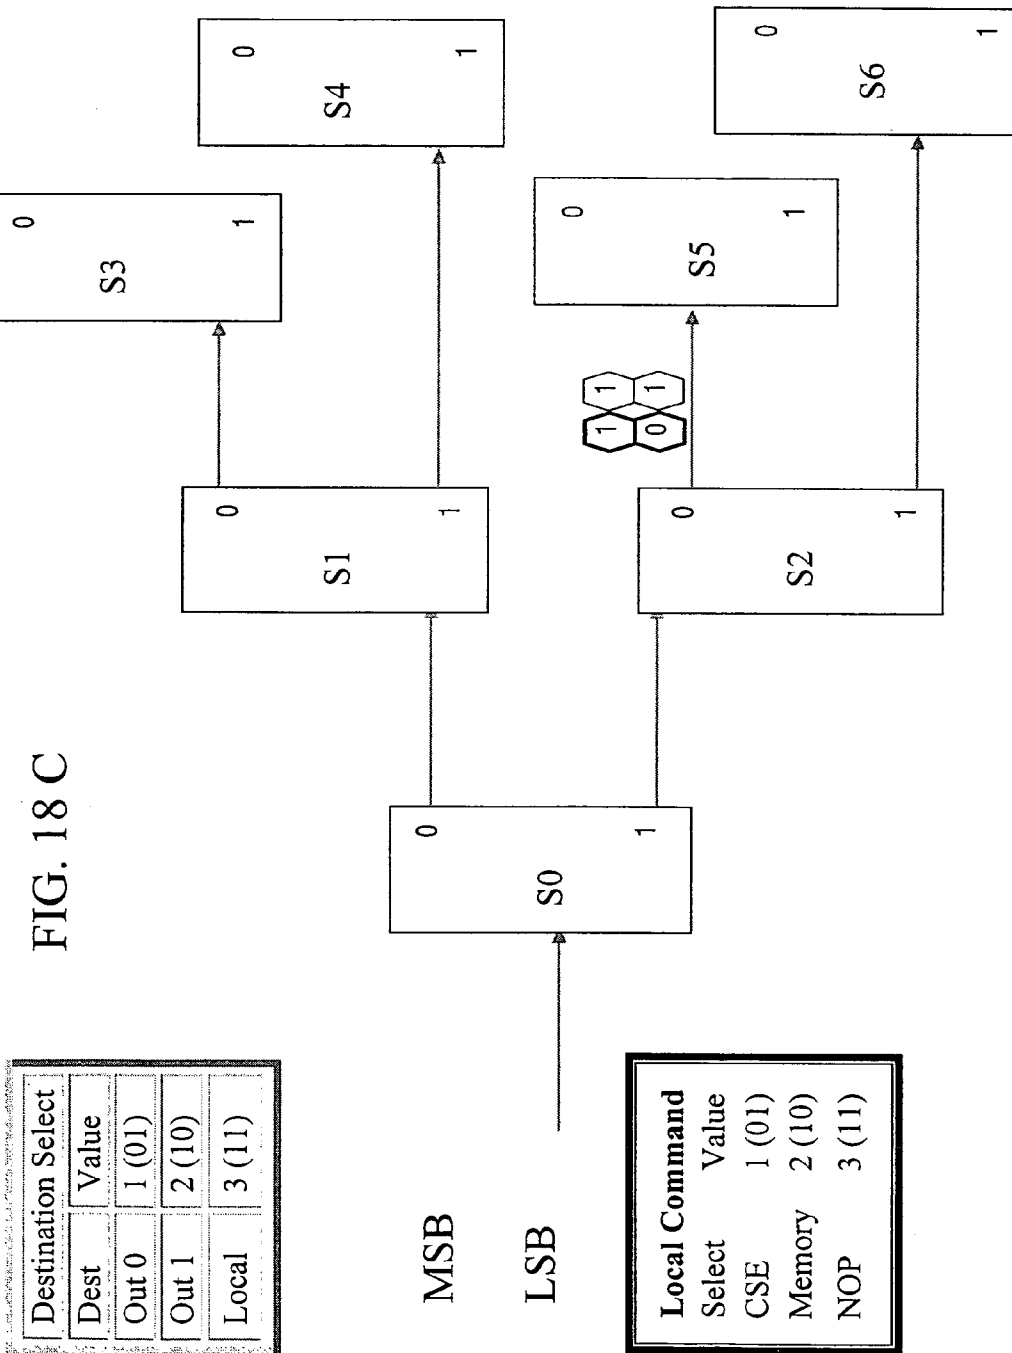 FIG. 18 C
Destination Select
Dest Value
Out 0 1 (01)
Out 1 2 (10)
Local 3 (11)
MSB
LSB
Local Command
Select Value
CSE 1 (01)
Memory 2 (10)
NOP 3 (11)
S0
0
1
S1
0
1
S2
0
1
1 1
0 1
S3
0
1
S4
0
1
S5
0
1
S6
0
1